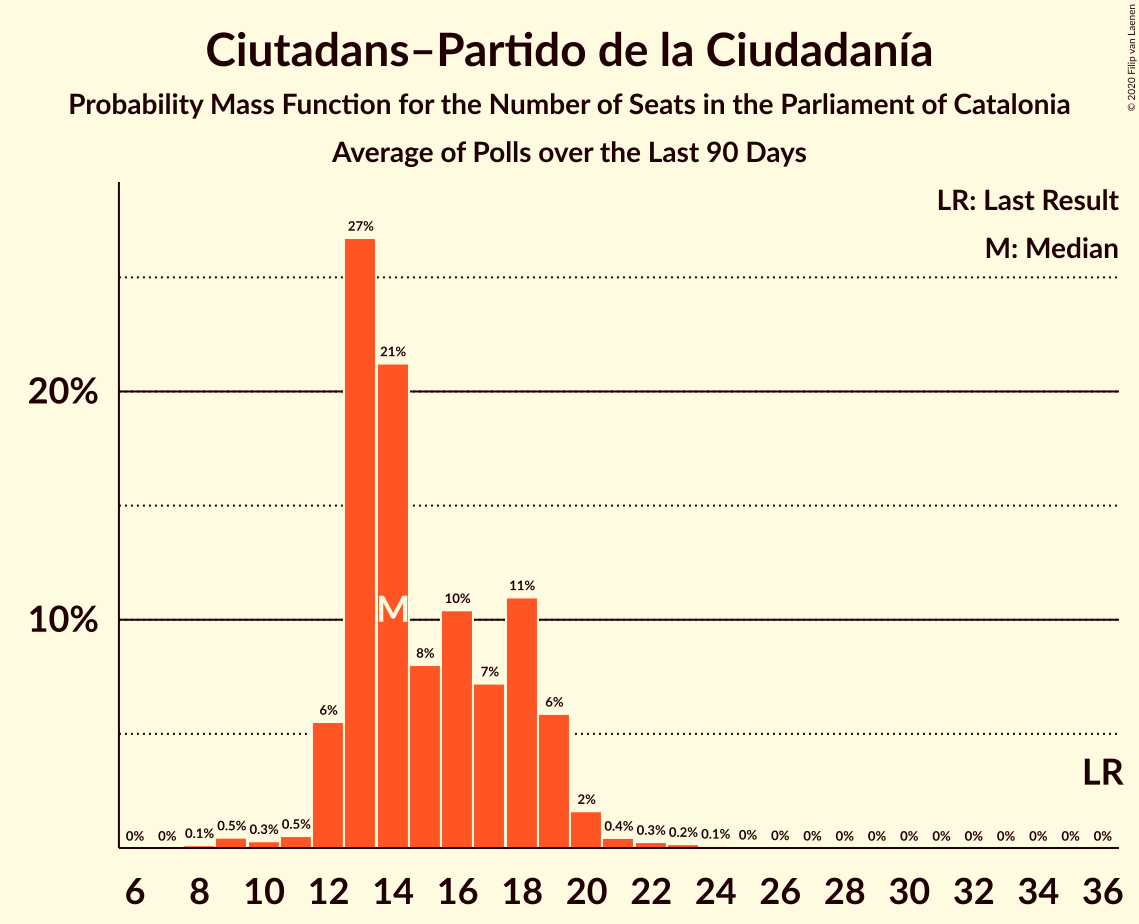 Ciutadans–Partido de la Ciudadanía
Probability Mass Function for the Number of Seats in the Parliament of Catalonia
Average of Polls over the Last 90 Days
© 2020 Filip van Laenen
LR: Last Result
M: Median
20%
10%
0% 0% 0.1% 0.5% 0.3% 0.5% 6% 27% 21% 8% 10% 7% 11% 6% 2% 0.4% 0.3% 0.2% 0.1% 0% 0% 0% 0% 0% 0% 0% 0% 0% 0% 0% 0%
M
LR
6 8 10 12 14 16 18 20 22 24 26 28 30 32 34 36